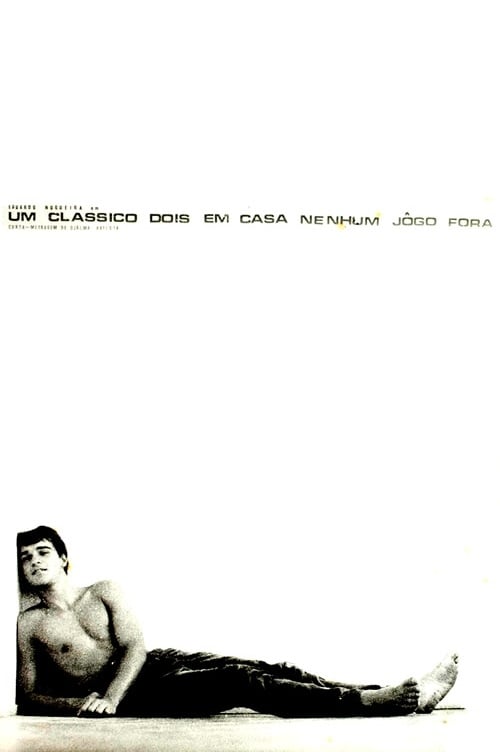 EDUARDO NOGUEIRA em
UM CLASSICO DOIS EM CASA NENHUM JÔGO FORA
CURTA-METRAGEM DE DJALMA BATISTA